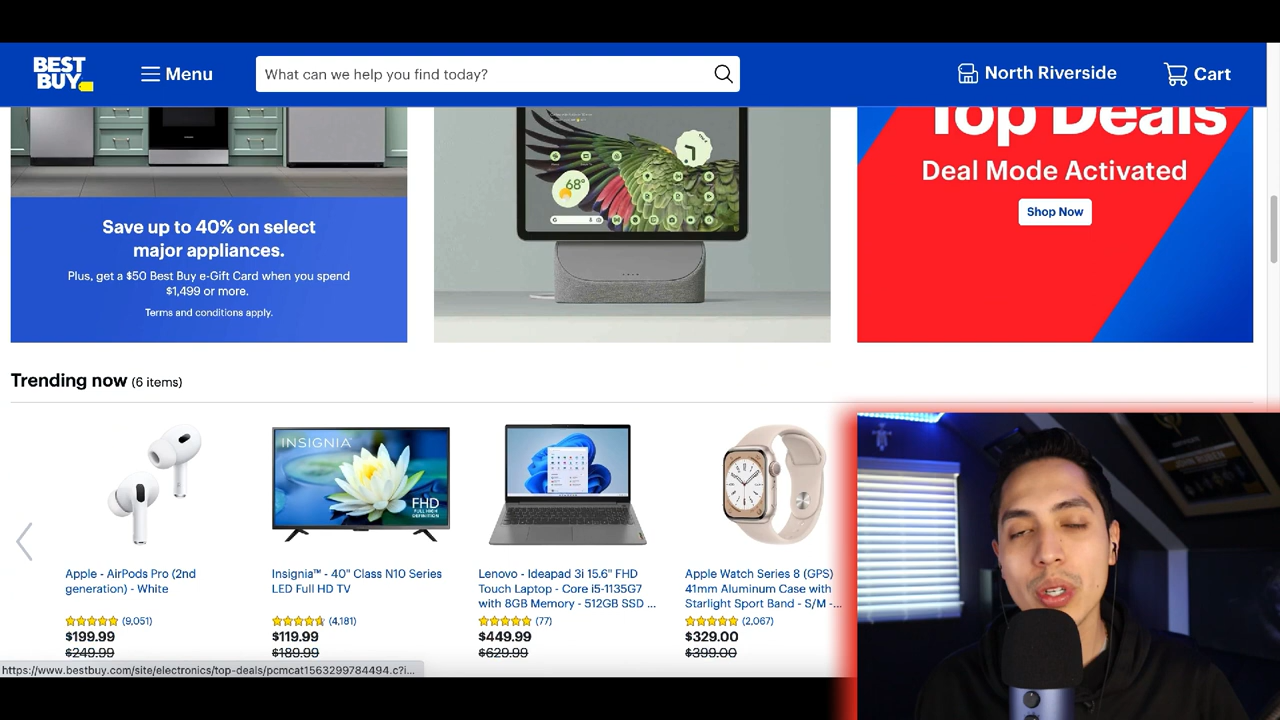 BEST
BUY
Menu
What can we help you find today?
North Riverside
Cart
Save up to 40% on select
major appliances.
Plus, get a $50 Best Buy e-Gift Card when you spend
$1,499 or more.
Terms and conditions apply.
68°
Top Deals
Deal Mode Activated
Shop Now
Trending now (6 items)
INSIGNIA
FHD
FULL HIGH
DEFINITION
Apple - AirPods Pro (2nd
generation) - White
(9,051)
$199.99
$249.99
Insignia™ - 40" Class N10 Series
LED Full HD TV
(4,181)
$119.99
$189.99
Lenovo - Ideapad 3i 15.6" FHD
Touch Laptop - Core i5-1135G7
with 8GB Memory - 512GB SSD ...
(77)
$449.99
$629.99
Apple Watch Series 8 (GPS)
41mm Aluminum Case with
Starlight Sport Band - S/M -...
(2,067)
$329.00
$399.00
https://www.bestbuy.com/site/electronics/top-deals/pcmcat1563299784494.c?i...